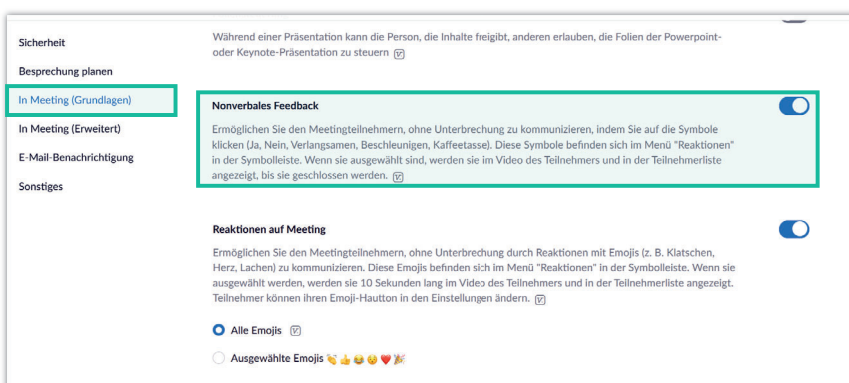 Sicherheit
Besprechung planen
In Meeting (Grundlagen)
In Meeting (Erweitert)
E-Mail-Benachrichtigung
Sonstiges
Während einer Präsentation kann die Person, die Inhalte freigibt, anderen erlauben, die Folien der Powerpoint-
oder Keynote-Präsentation zu steuern
Nonverbales Feedback
Ermöglichen Sie den Meetingteilnehmern, ohne Unterbrechung zu kommunizieren, indem Sie auf die Symbole
klicken (Ja, Nein, Verlangsamen, Beschleunigen, Kaffeetasse). Diese Symbole befinden sich im Menü "Reaktionen"
in der Symbolleiste. Wenn sie ausgewählt sind, werden sie im Video des Teilnehmers und in der Teilnehmerliste
angezeigt, bis sie geschlossen werden.
Reaktionen auf Meeting
Ermöglichen Sie den Meetingteilnehmern, ohne Unterbrechung durch Reaktionen mit Emojis (z. B. Klatschen,
Herz, Lachen) zu kommunizieren. Diese Emojis befinden sich im Menü "Reaktionen" in der Symbolleiste. Wenn sie
ausgewählt werden, werden sie 10 Sekunden lang im Video des Teilnehmers und in der Teilnehmerliste angezeigt.
Teilnehmer können ihren Emoji-Hautton in den Einstellungen ändern.
Alle Emojis
Ausgewählte Emojis 👏👍😂😯❤️🎉